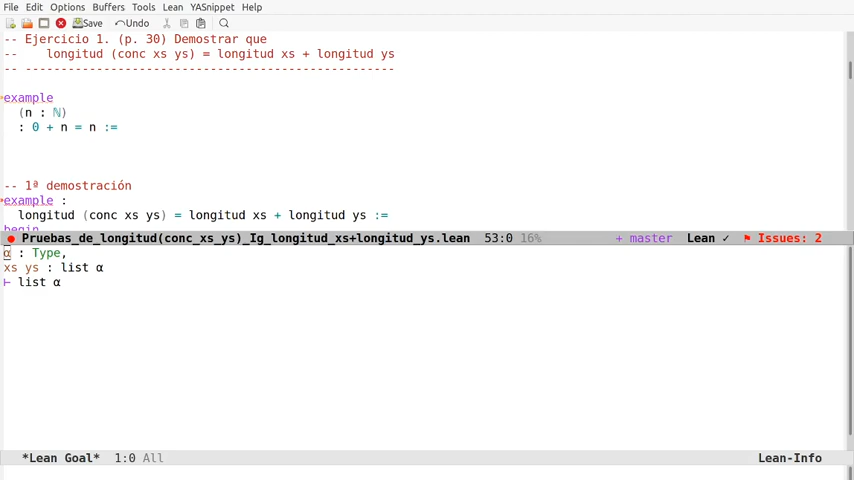 File Edit Options Buffers Tools Lean YASnippet Help
Save Undo
-- Ejercicio 1. (p. 30) Demostrar que
--    longitud (conc xs ys) = longitud xs + longitud ys
-- ----------------------------------------------------
example
(n : ℕ)
: 0 + n = n :=
-- 1ª demostración
example :
longitud (conc xs ys) = longitud xs + longitud ys :=
begin
Pruebas_de_longitud(conc_xs_ys)_Ig_longitud_xs+longitud_ys.lean 53:0 16% + master Lean ✓ Issues: 2
α : Type,
xs ys : list α
⊢ list α
*Lean Goal* 1:0 All Lean-Info